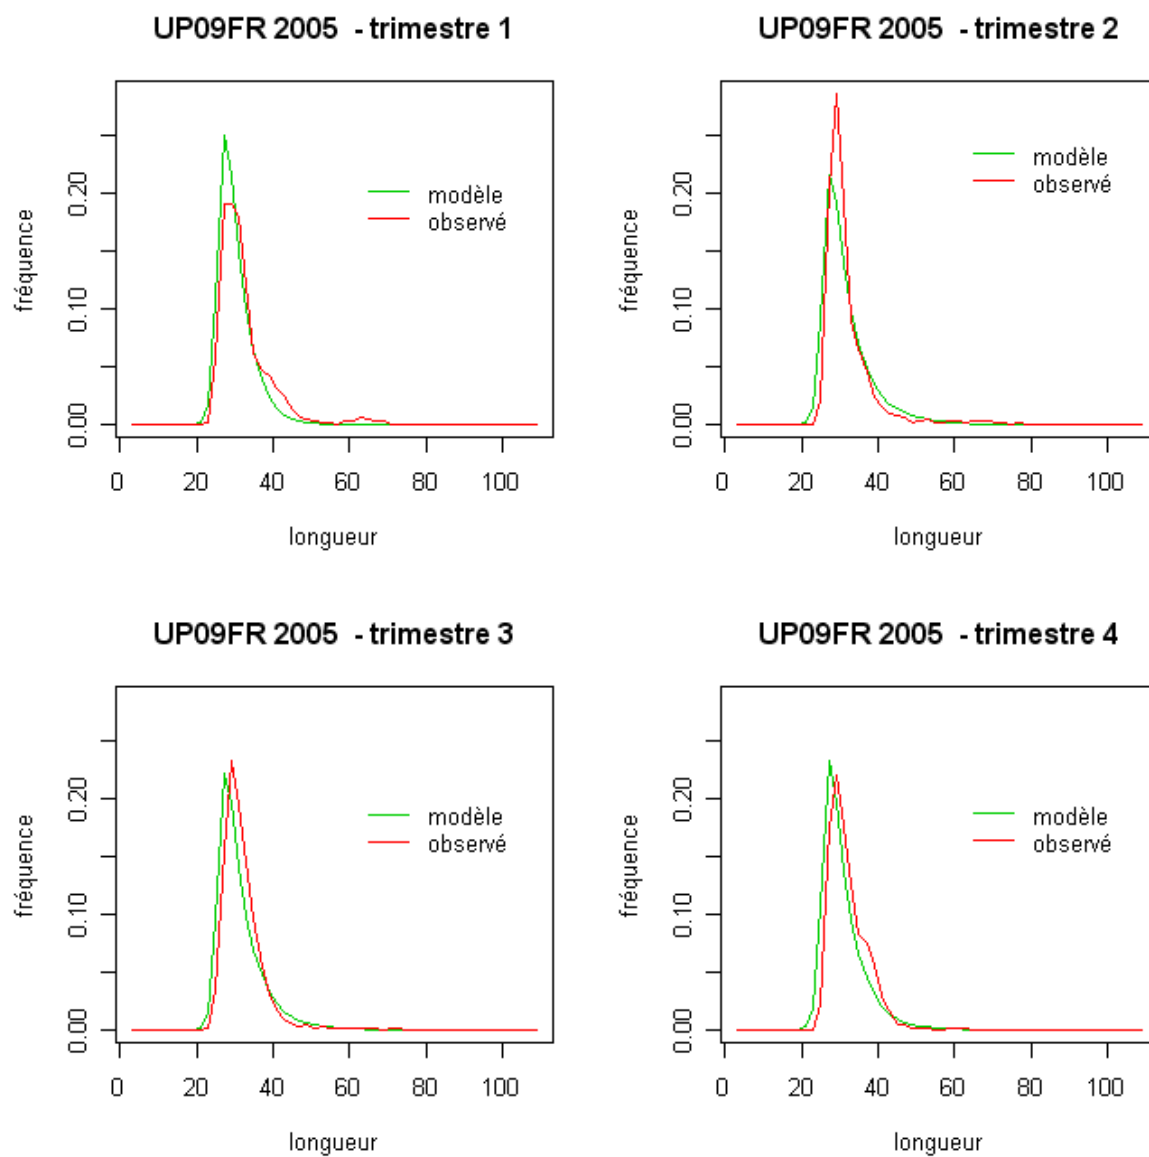 UP09FR 2005 - trimestre 1
fréquence
0.00 0.10 0.20
modèle
observé
0 20 40 60 80 100
longueur
UP09FR 2005 - trimestre 2
fréquence
0.00 0.10 0.20
modèle
observé
0 20 40 60 80 100
longueur
UP09FR 2005 - trimestre 3
fréquence
0.00 0.10 0.20
modèle
observé
0 20 40 60 80 100
longueur
UP09FR 2005 - trimestre 4
fréquence
0.00 0.10 0.20
modèle
observé
0 20 40 60 80 100
longueur